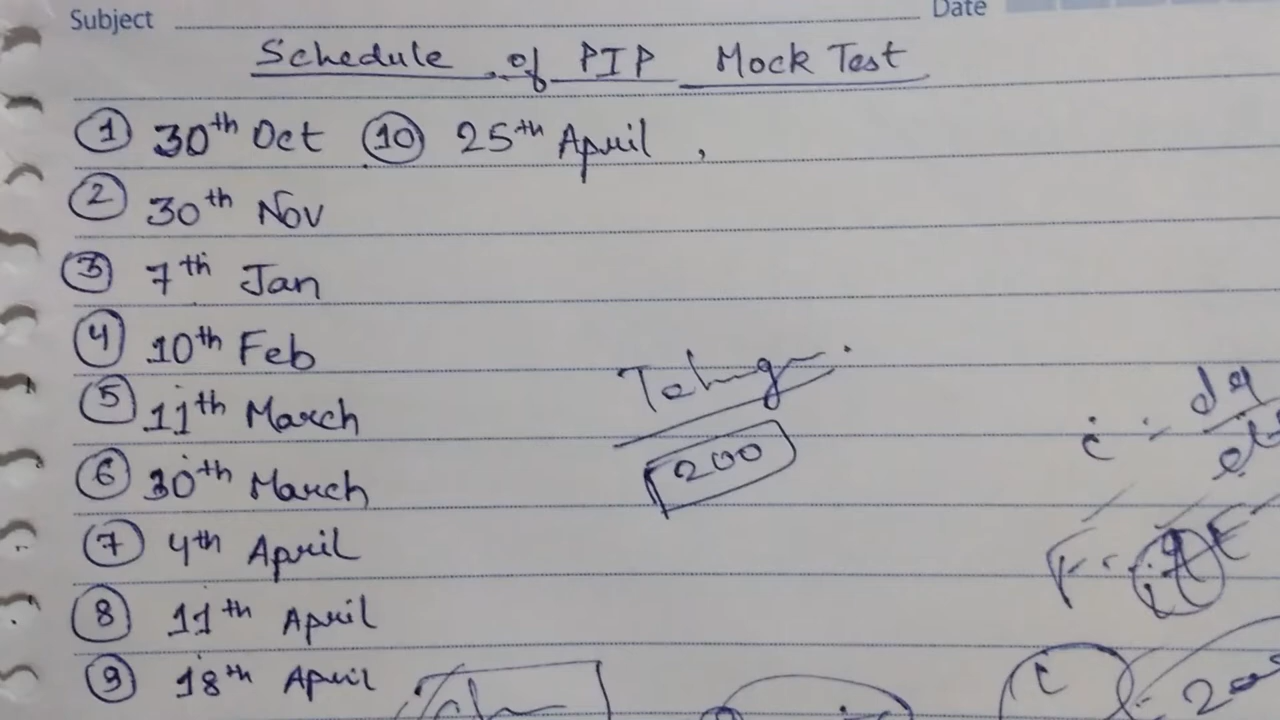 Subject
Date
Schedule of PIP Mock Test
① 30th Oct ⑩ 25th April ,
② 30th Nov
③ 7th Jan
④ 10th Feb
⑤ 11th March
⑥ 30th March
⑦ 4th April
⑧ 11th April
⑨ 18th April
200